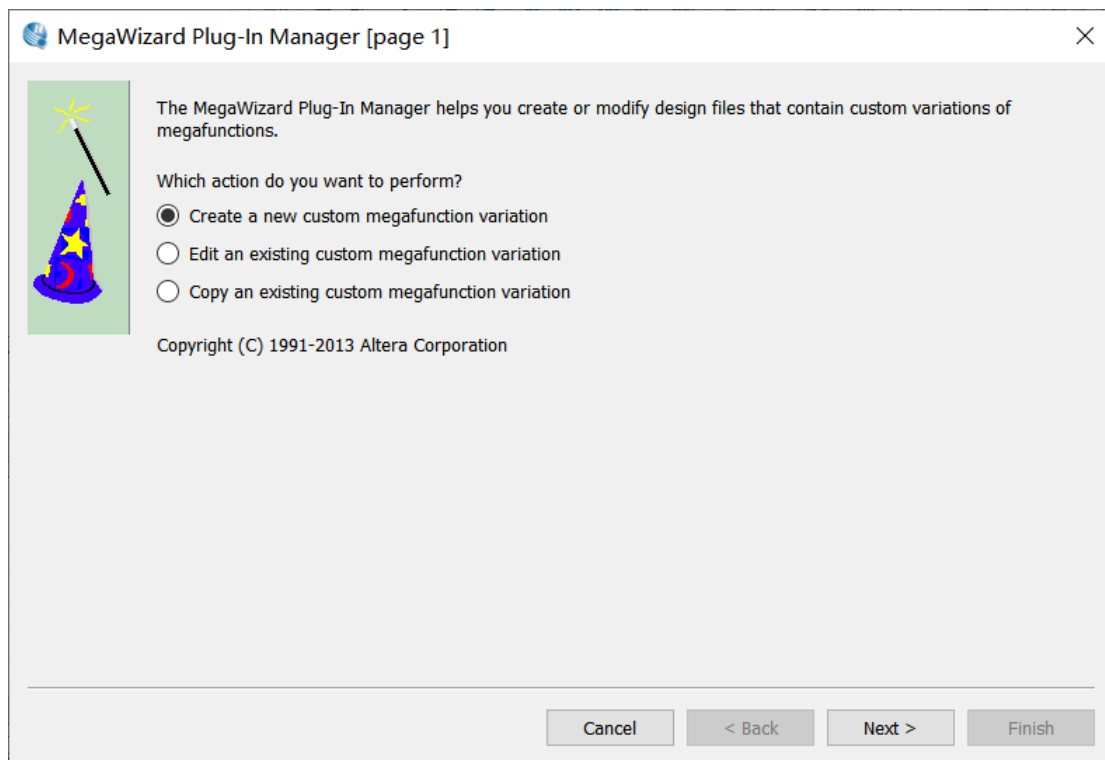 MegaWizard Plug-In Manager [page 1]
The MegaWizard Plug-In Manager helps you create or modify design files that contain custom variations of
megafunctions.
Which action do you want to perform?
Create a new custom megafunction variation
Edit an existing custom megafunction variation
Copy an existing custom megafunction variation
Copyright (C) 1991-2013 Altera Corporation
Cancel
< Back
Next >
Finish